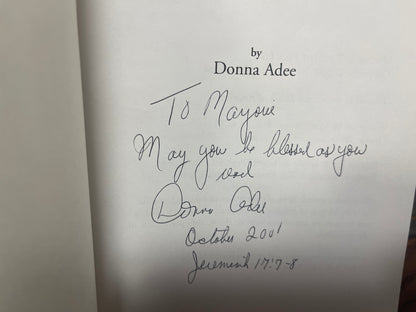 by
Donna Adee
To Marjorie
May you be blessed as you
read
Donna Adee
October 2001
Jeremiah 17:7-8